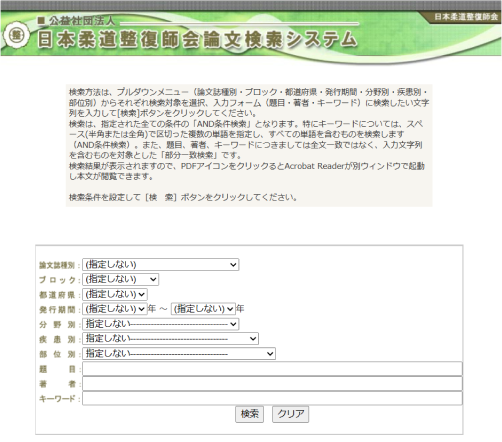 公益社団法人
日本柔道整復師会論文検索システム
日本柔道整復師会
検索方法は、プルダウンメニュー（論文誌種別・ブロック・都道府県・発行期間・分野別・疾患別・
部位別）からそれぞれ検索対象を選択、入力フォーム（題目・著者・キーワード）に検索したい文字
列を入力して[検索]ボタンをクリックしてください。
検索は、指定された全ての条件の「AND条件検索」となります。特にキーワードについては、スペ
ース(半角または全角)で区切った複数の単語を指定し、すべての単語を含むものを検索します
（AND条件検索）。また、題目、著者、キーワードにつきましては全文一致ではなく、入力文字列
を含むものを対象とした「部分一致検索」です。
検索結果が表示されますので、PDFアイコンをクリックるとAcrobat Readerが別ウィンドウで起動
し本文が閲覧できます。
検索条件を設定して［検　索］ボタンをクリックしてください。
論文誌種別：(指定しない)
ブロック：(指定しない)
都道府県：(指定しない)
発行期間：(指定しない)年 ～ (指定しない)年
分　野　別：指定しない--------------------------------
疾　患　別：指定しない--------------------------------
部　位　別：指定しない--------------------------------
題　　　目：
著　　　者：
キーワード：
検索　クリア